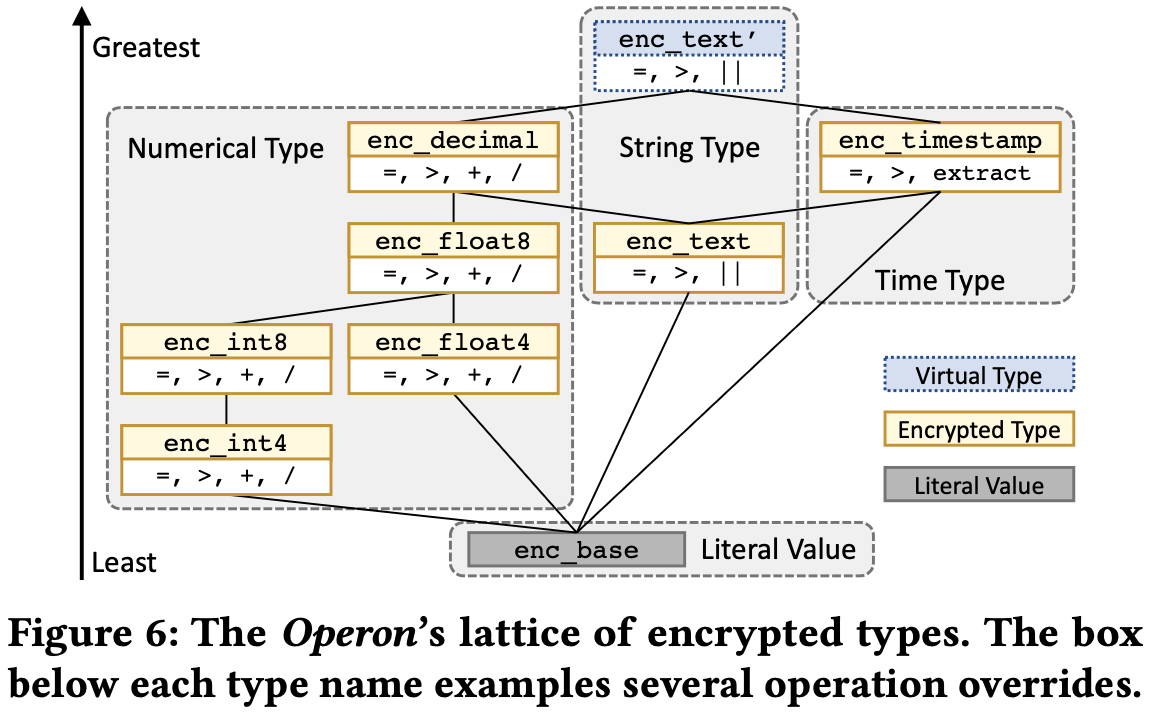 Greatest
enc_text′
=, >, ||
Numerical Type
enc_decimal
=, >, +, /
String Type
enc_timestamp
=, >, extract
enc_float8
=, >, +, /
enc_text
=, >, ||
Time Type
enc_int8
=, >, +, /
enc_float4
=, >, +, /
Virtual Type
Encrypted Type
Literal Value
enc_int4
=, >, +, /
enc_base
Literal Value
Least
Figure 6: The Operon’s lattice of encrypted types. The box
below each type name examples several operation overrides.